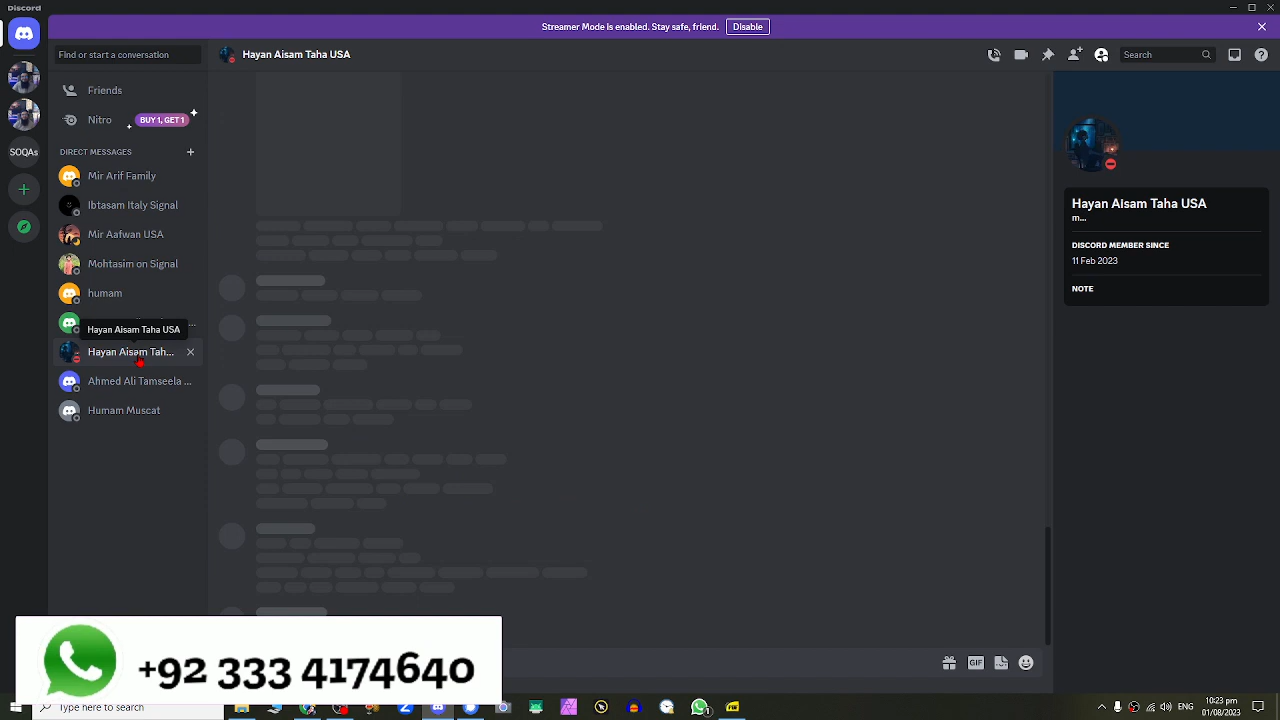 Discord
Streamer Mode is enabled. Stay safe, friend. Disable
Find or start a conversation
Hayan Aisam Taha USA
Search
Friends
Nitro BUY 1, GET 1
DIRECT MESSAGES
SOQAs
Mir Arif Family
Ibtasam Italy Signal
Mir Aafwan USA
Mohtasim on Signal
humam
Hayan Aisam Taha USA
Hayan Aisam Tah...
Ahmed Ali Tamseela ...
Humam Muscat
Hayan Aisam Taha USA
m...
DISCORD MEMBER SINCE
11 Feb 2023
NOTE
GIF
+92 333 4174640
Type here to search
10:23 pm
11/08/2023